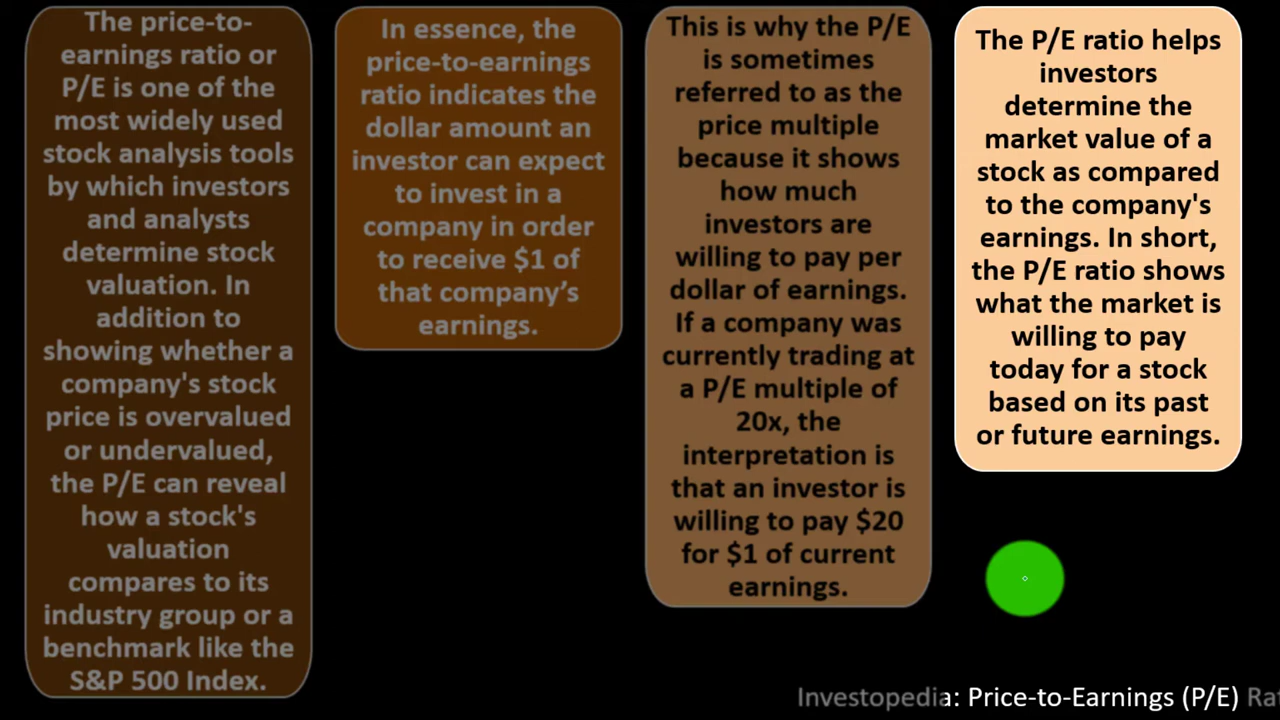 The price-to-
earnings ratio or
P/E is one of the
most widely used
stock analysis tools
by which investors
and analysts
determine stock
valuation. In
addition to
showing whether a
company's stock
price is overvalued
or undervalued,
the P/E can reveal
how a stock's
valuation
compares to its
industry group or a
benchmark like the
S&P 500 Index.
In essence, the
price-to-earnings
ratio indicates the
dollar amount an
investor can expect
to invest in a
company in order
to receive $1 of
that company’s
earnings.
This is why the P/E
is sometimes
referred to as the
price multiple
because it shows
how much
investors are
willing to pay per
dollar of earnings.
If a company was
currently trading at
a P/E multiple of
20x, the
interpretation is
that an investor is
willing to pay $20
for $1 of current
earnings.
The P/E ratio helps
investors
determine the
market value of a
stock as compared
to the company's
earnings. In short,
the P/E ratio shows
what the market is
willing to pay
today for a stock
based on its past
or future earnings.
Investopedia: Price-to-Earnings (P/E) Ra